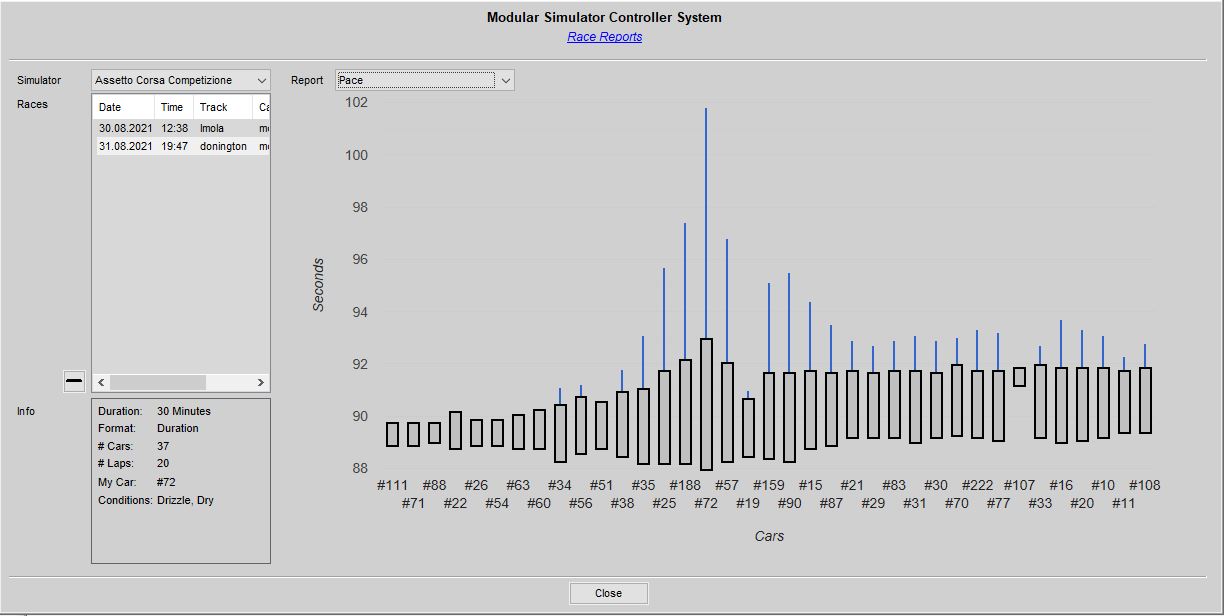 Modular Simulator Controller System
Race Reports
Simulator Assetto Corsa Competizione Report Pace
Races
Date Time Track Ca
30.08.2021 12:38 Imola
31.08.2021 19:47 donington
Info
Duration: 30 Minutes
Format: Duration
# Cars: 37
# Laps: 20
My Car: #72
Conditions: Drizzle, Dry
102
100
98
96
94
92
90
88
Seconds
#111 #88 #26 #63 #34 #51 #35 #188 #57 #159 #15 #21 #83 #30 #222 #107 #16 #10 #108
#71 #22 #54 #60 #56 #38 #25 #72 #19 #90 #87 #29 #31 #70 #77 #33 #20 #11
Cars
Close